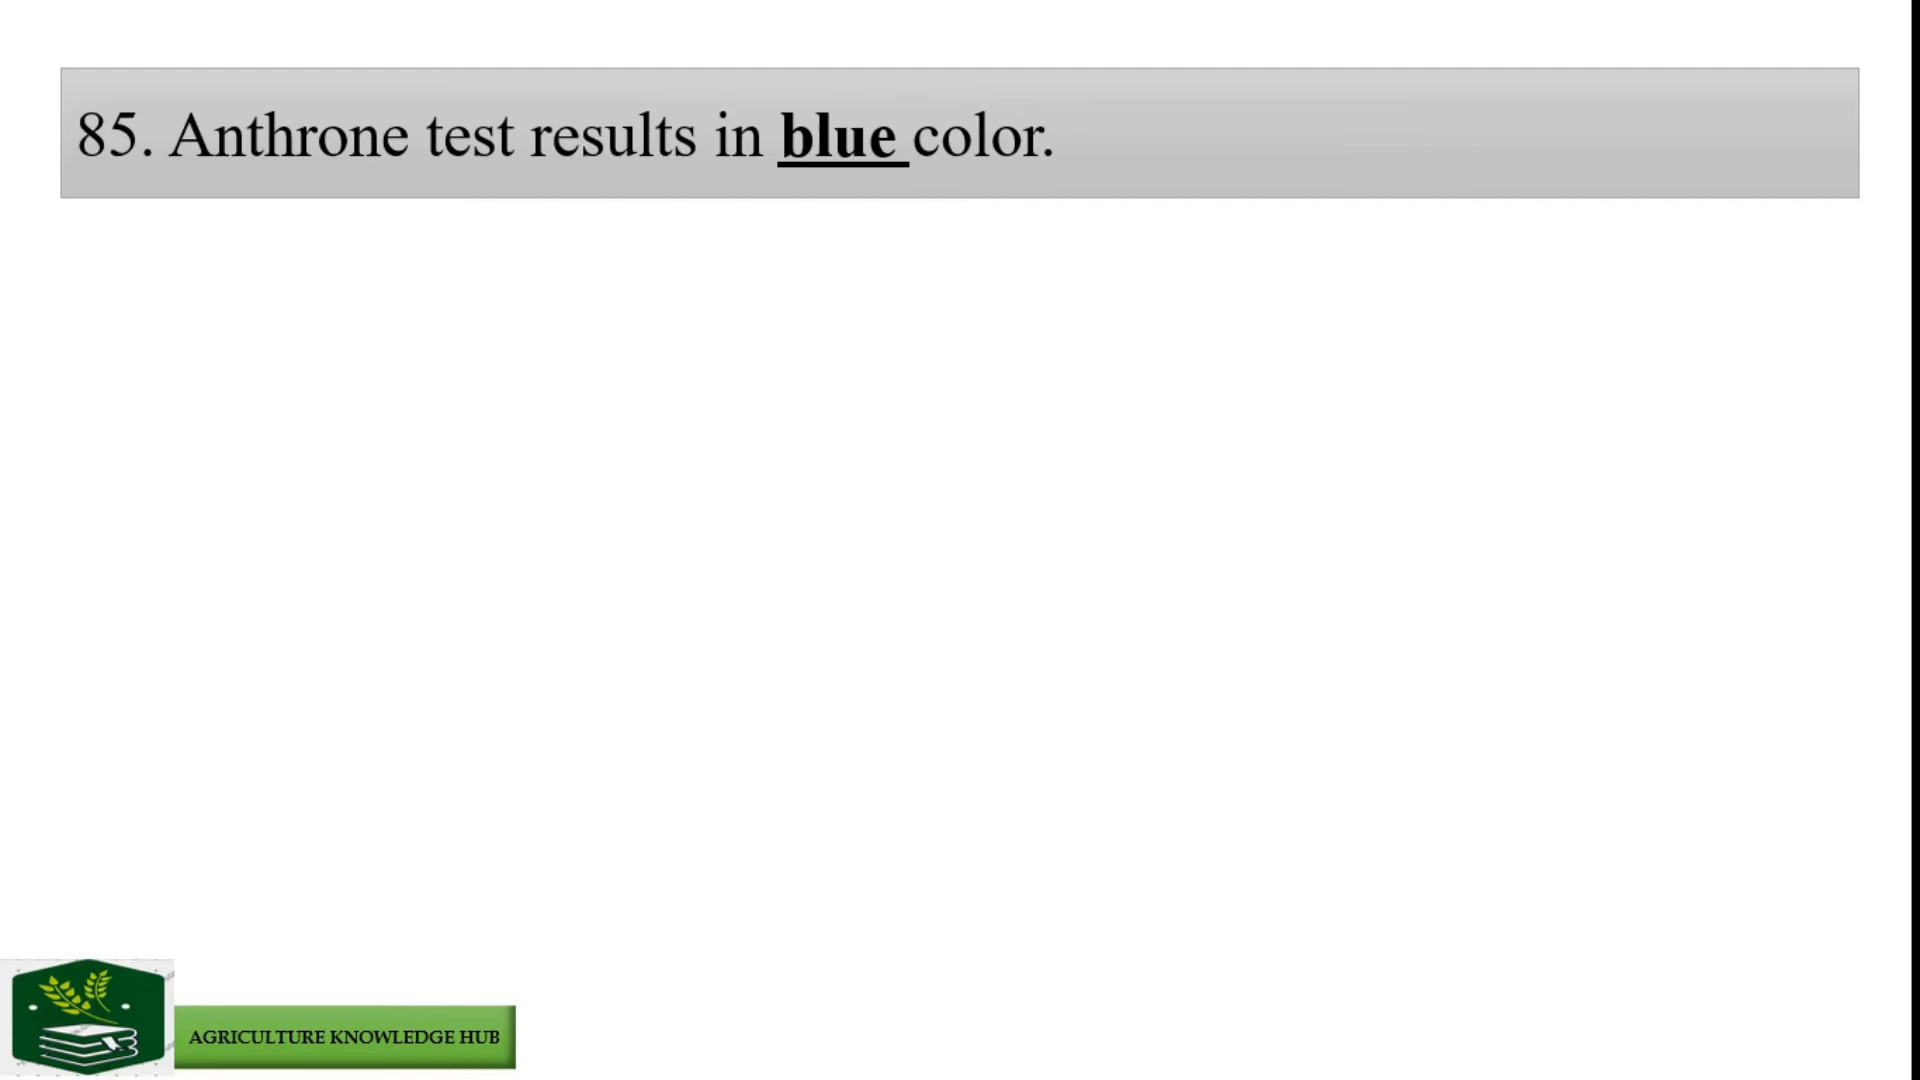 85. Anthrone test results in blue color.
AGRICULTURE KNOWLEDGE HUB